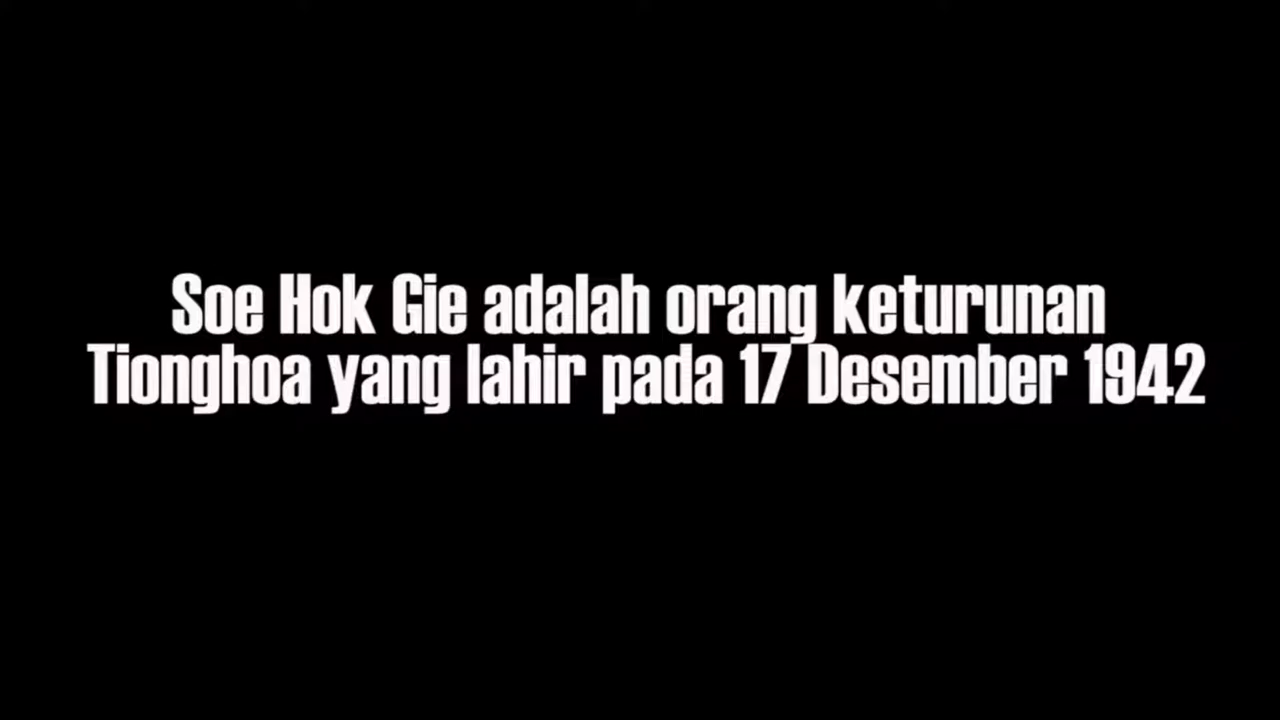 Soe Hok Gie adalah orang keturunan
Tionghoa yang lahir pada 17 Desember 1942